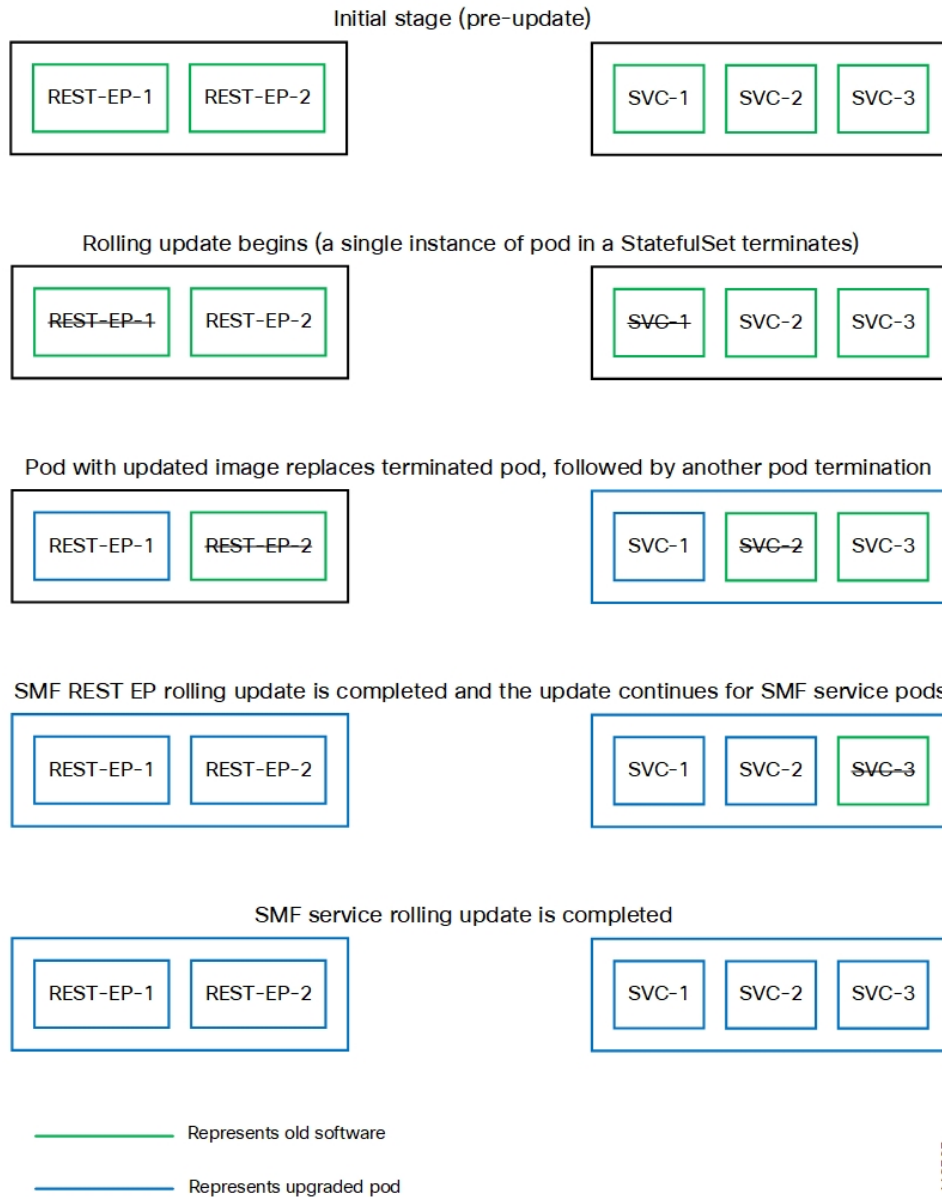 Initial stage (pre-update)
REST-EP-1 REST-EP-2 SVC-1 SVC-2 SVC-3
Rolling update begins (a single instance of pod in a StatefulSet terminates)
REST-EP-1 REST-EP-2 SVC-1 SVC-2 SVC-3
Pod with updated image replaces terminated pod, followed by another pod termination
REST-EP-1 REST-EP-2 SVC-1 SVC-2 SVC-3
SMF REST EP rolling update is completed and the update continues for SMF service pods
REST-EP-1 REST-EP-2 SVC-1 SVC-2 SVC-3
SMF service rolling update is completed
REST-EP-1 REST-EP-2 SVC-1 SVC-2 SVC-3
Represents old software
Represents upgraded pod